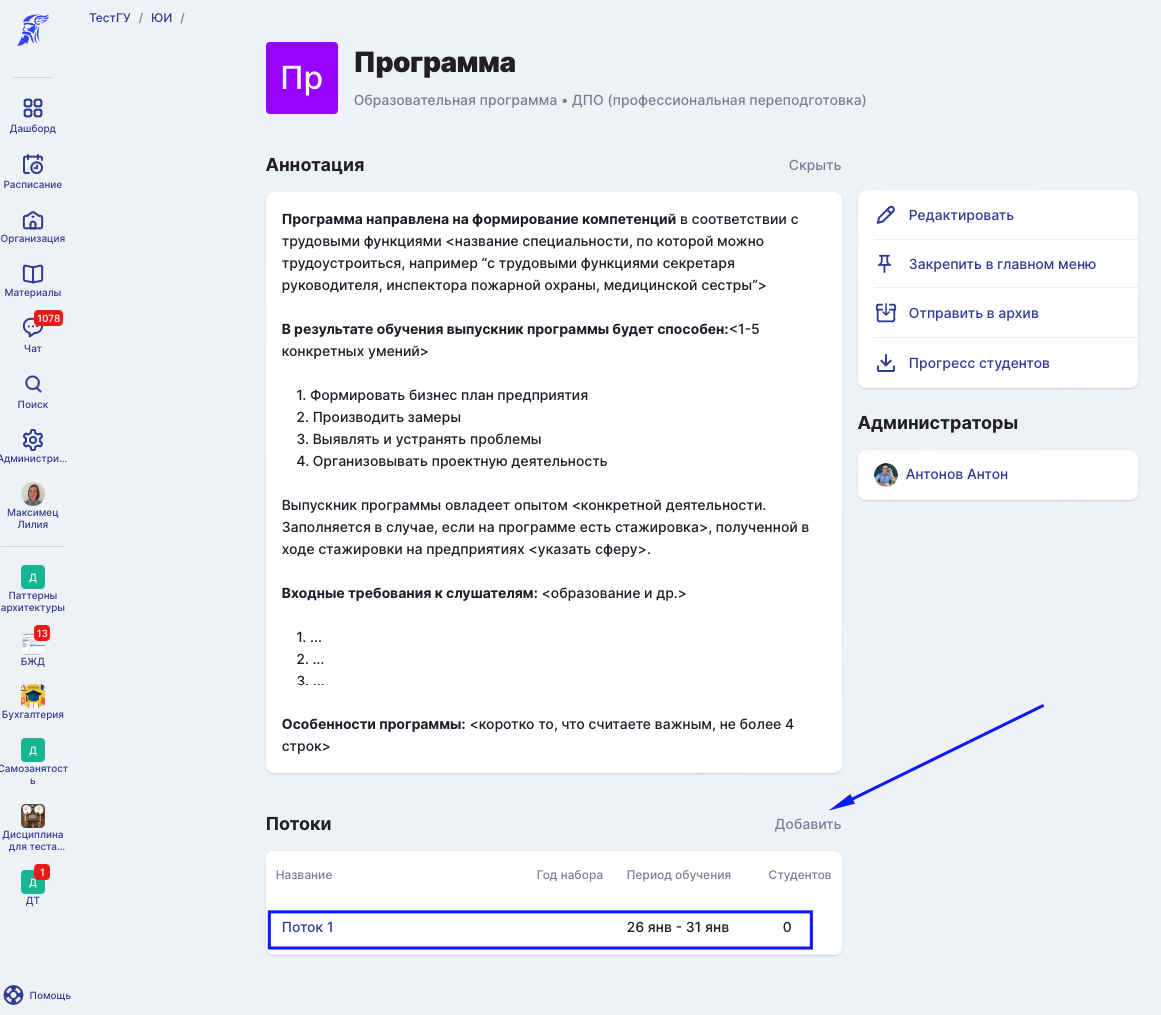 ТестГУ / ЮИ /
Дашборд
Расписание
Организация
Материалы
1078
Чат
Поиск
Администри...
Максимец
Лилия
Д
Паттерны
архитектуры
13
БЖД
Бухгалтерия
Д
Самозанятост
ь
Дисциплина
для теста...
1
Д
ДТ
Помощь
Пр
Программа
Образовательная программа • ДПО (профессиональная переподготовка)
Аннотация
Скрыть
Программа направлена на формирование компетенций в соответствии с
трудовыми функциями <название специальности, по которой можно
трудоустроиться, например “с трудовыми функциями секретаря
руководителя, инспектора пожарной охраны, медицинской сестры”>
В результате обучения выпускник программы будет способен:<1-5
конкретных умений>
1. Формировать бизнес план предприятия
2. Производить замеры
3. Выявлять и устранять проблемы
4. Организовывать проектную деятельность
Выпускник программы овладеет опытом <конкретной деятельности.
Заполняется в случае, если на программе есть стажировка>, полученной в
ходе стажировки на предприятиях <указать сферу>.
Входные требования к слушателям: <образование и др.>
1. ...
2. ...
3. ...
Особенности программы: <коротко то, что считаете важным, не более 4
строк>
Редактировать
Закрепить в главном меню
Отправить в архив
Прогресс студентов
Администраторы
Антонов Антон
Потоки
Добавить
Название Год набора Период обучения Студентов
Поток 1 26 янв - 31 янв 0